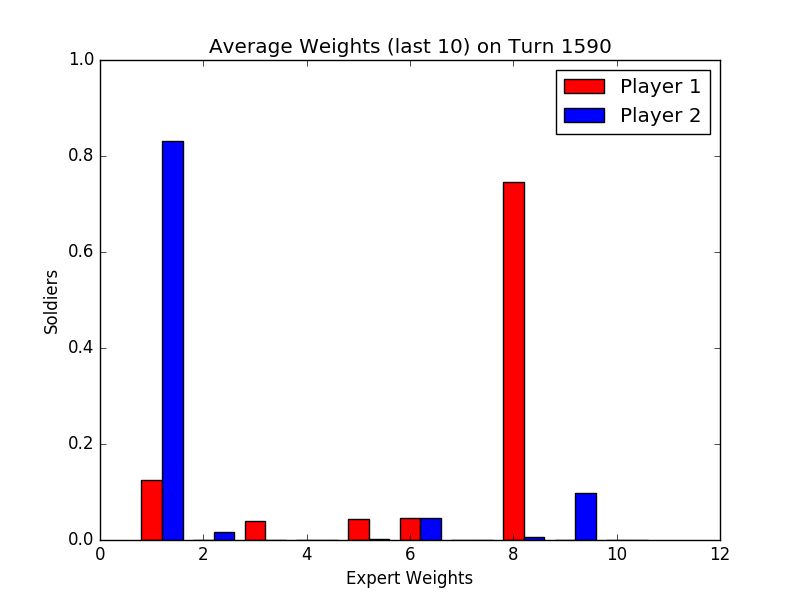 Average Weights (last 10) on Turn 1590
Player 1
Player 2
1.0
0.8
0.6
0.4
0.2
0.0
Soldiers
0 2 4 6 8 10 12
Expert Weights